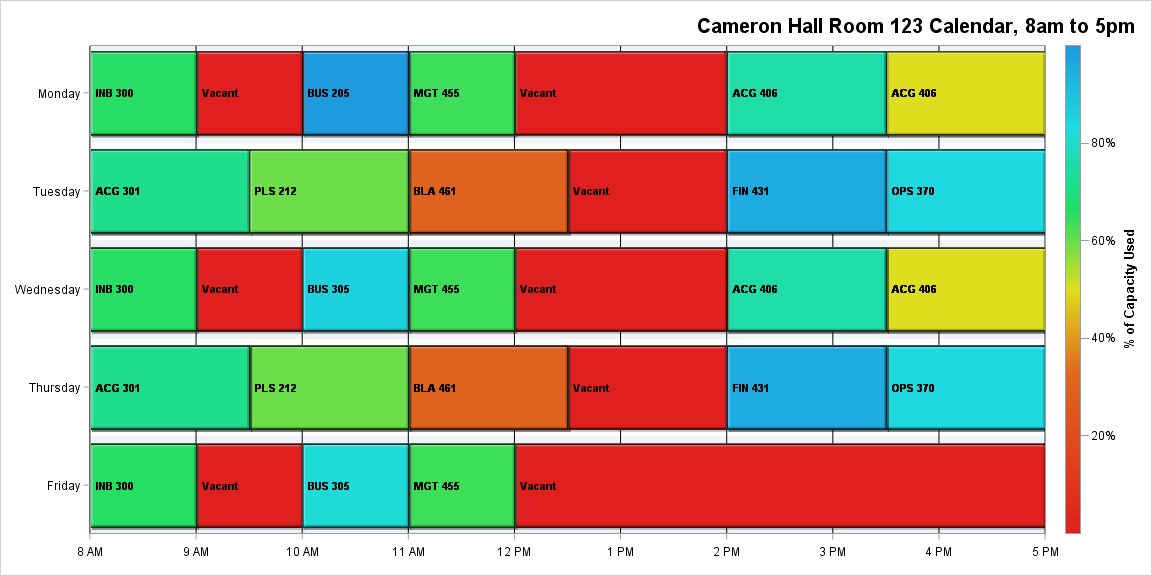 Cameron Hall Room 123 Calendar, 8am to 5pm
Monday
INB 300
Vacant
BUS 205
MGT 455
Vacant
ACG 406
ACG 406
Tuesday
ACG 301
PLS 212
BLA 461
Vacant
FIN 431
OPS 370
Wednesday
INB 300
Vacant
BUS 305
MGT 455
Vacant
ACG 406
ACG 406
Thursday
ACG 301
PLS 212
BLA 461
Vacant
FIN 431
OPS 370
Friday
INB 300
Vacant
BUS 305
MGT 455
Vacant
8 AM
9 AM
10 AM
11 AM
12 PM
1 PM
2 PM
3 PM
4 PM
5 PM
80%
60%
40%
20%
% of Capacity Used